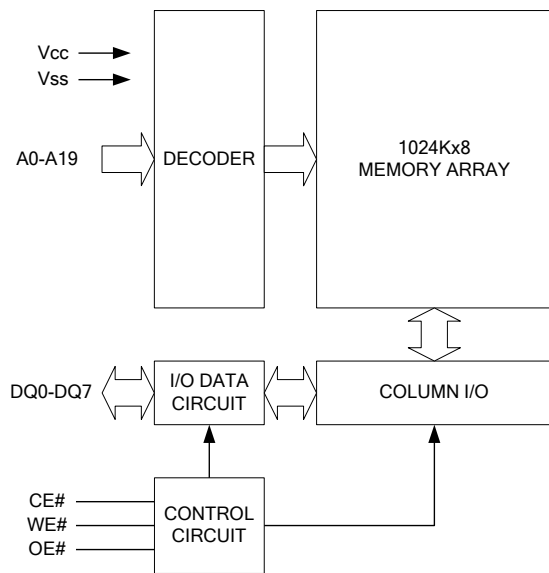 Vcc
Vss
A0-A19
DECODER
1024Kx8
MEMORY ARRAY
DQ0-DQ7
I/O DATA
CIRCUIT
COLUMN I/O
CE#
WE#
OE#
CONTROL
CIRCUIT